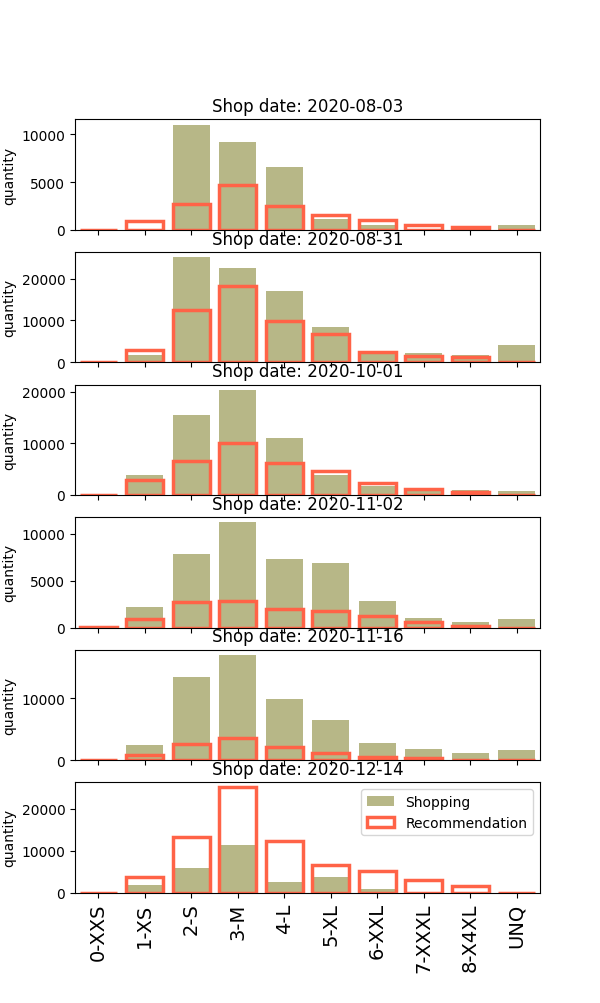 Shop date: 2020-08-03
10000
5000
0
quantity
Shop date: 2020-08-31
20000
10000
0
quantity
Shop date: 2020-10-01
20000
10000
0
quantity
Shop date: 2020-11-02
10000
5000
0
quantity
Shop date: 2020-11-16
10000
0
quantity
Shop date: 2020-12-14
20000
10000
0
quantity
Shopping
Recommendation
0-XXS
1-XS
2-S
3-M
4-L
5-XL
6-XXL
7-XXXL
8-X4XL
UNQ